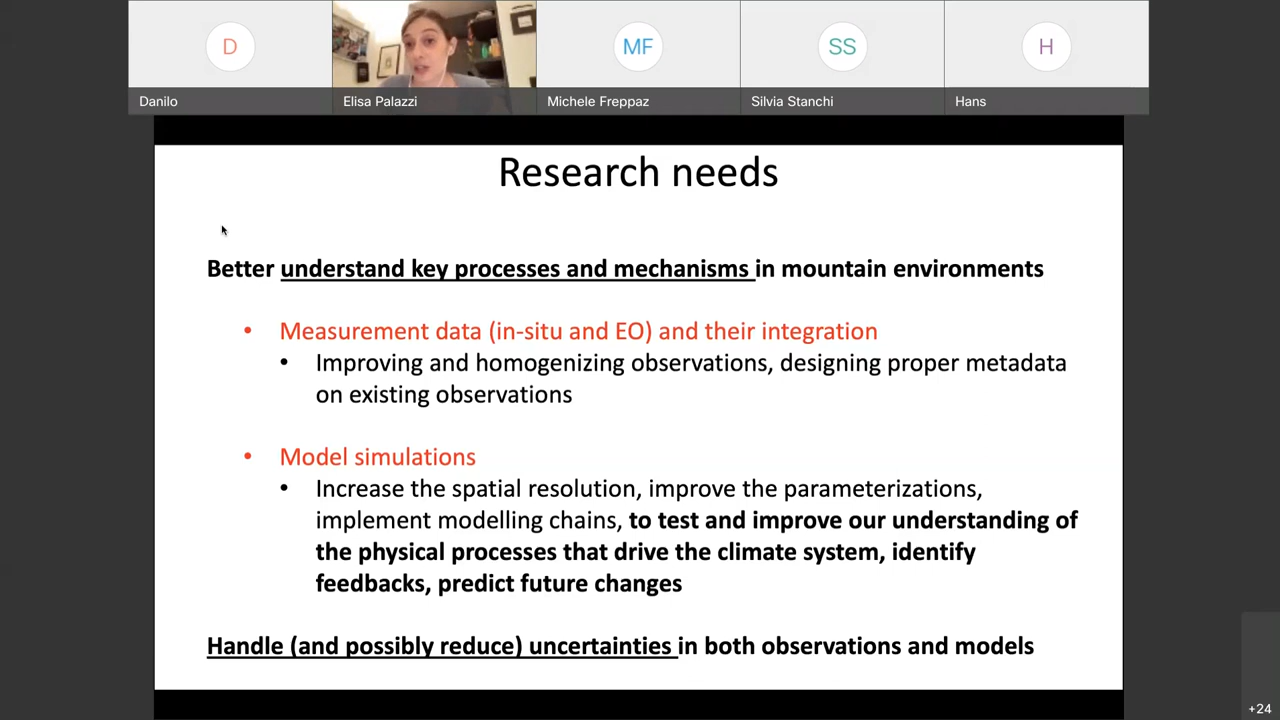 D
MF
SS
H
Danilo
Elisa Palazzi
Michele Freppaz
Silvia Stanchi
Hans
Research needs
Better understand key processes and mechanisms in mountain environments
• Measurement data (in-situ and EO) and their integration
• Improving and homogenizing observations, designing proper metadata
on existing observations
• Model simulations
• Increase the spatial resolution, improve the parameterizations,
implement modelling chains, to test and improve our understanding of
the physical processes that drive the climate system, identify
feedbacks, predict future changes
Handle (and possibly reduce) uncertainties in both observations and models
+24